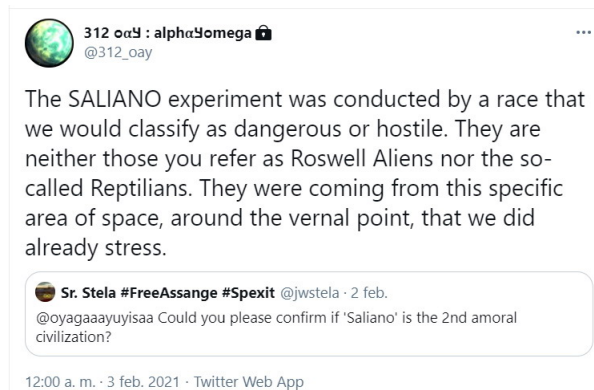 312 oαƴ : alphαƴomega 🔒
@312_oay
The SALIANO experiment was conducted by a race that
we would classify as dangerous or hostile. They are
neither those you refer as Roswell Aliens nor the so-
called Reptilians. They were coming from this specific
area of space, around the vernal point, that we did
already stress.
Sr. Stela #FreeAssange #Spexit @jwstela · 2 feb.
@oyagaaayuyisaa Could you please confirm if 'Saliano' is the 2nd amoral
civilization?
12:00 a. m. · 3 feb. 2021 · Twitter Web App